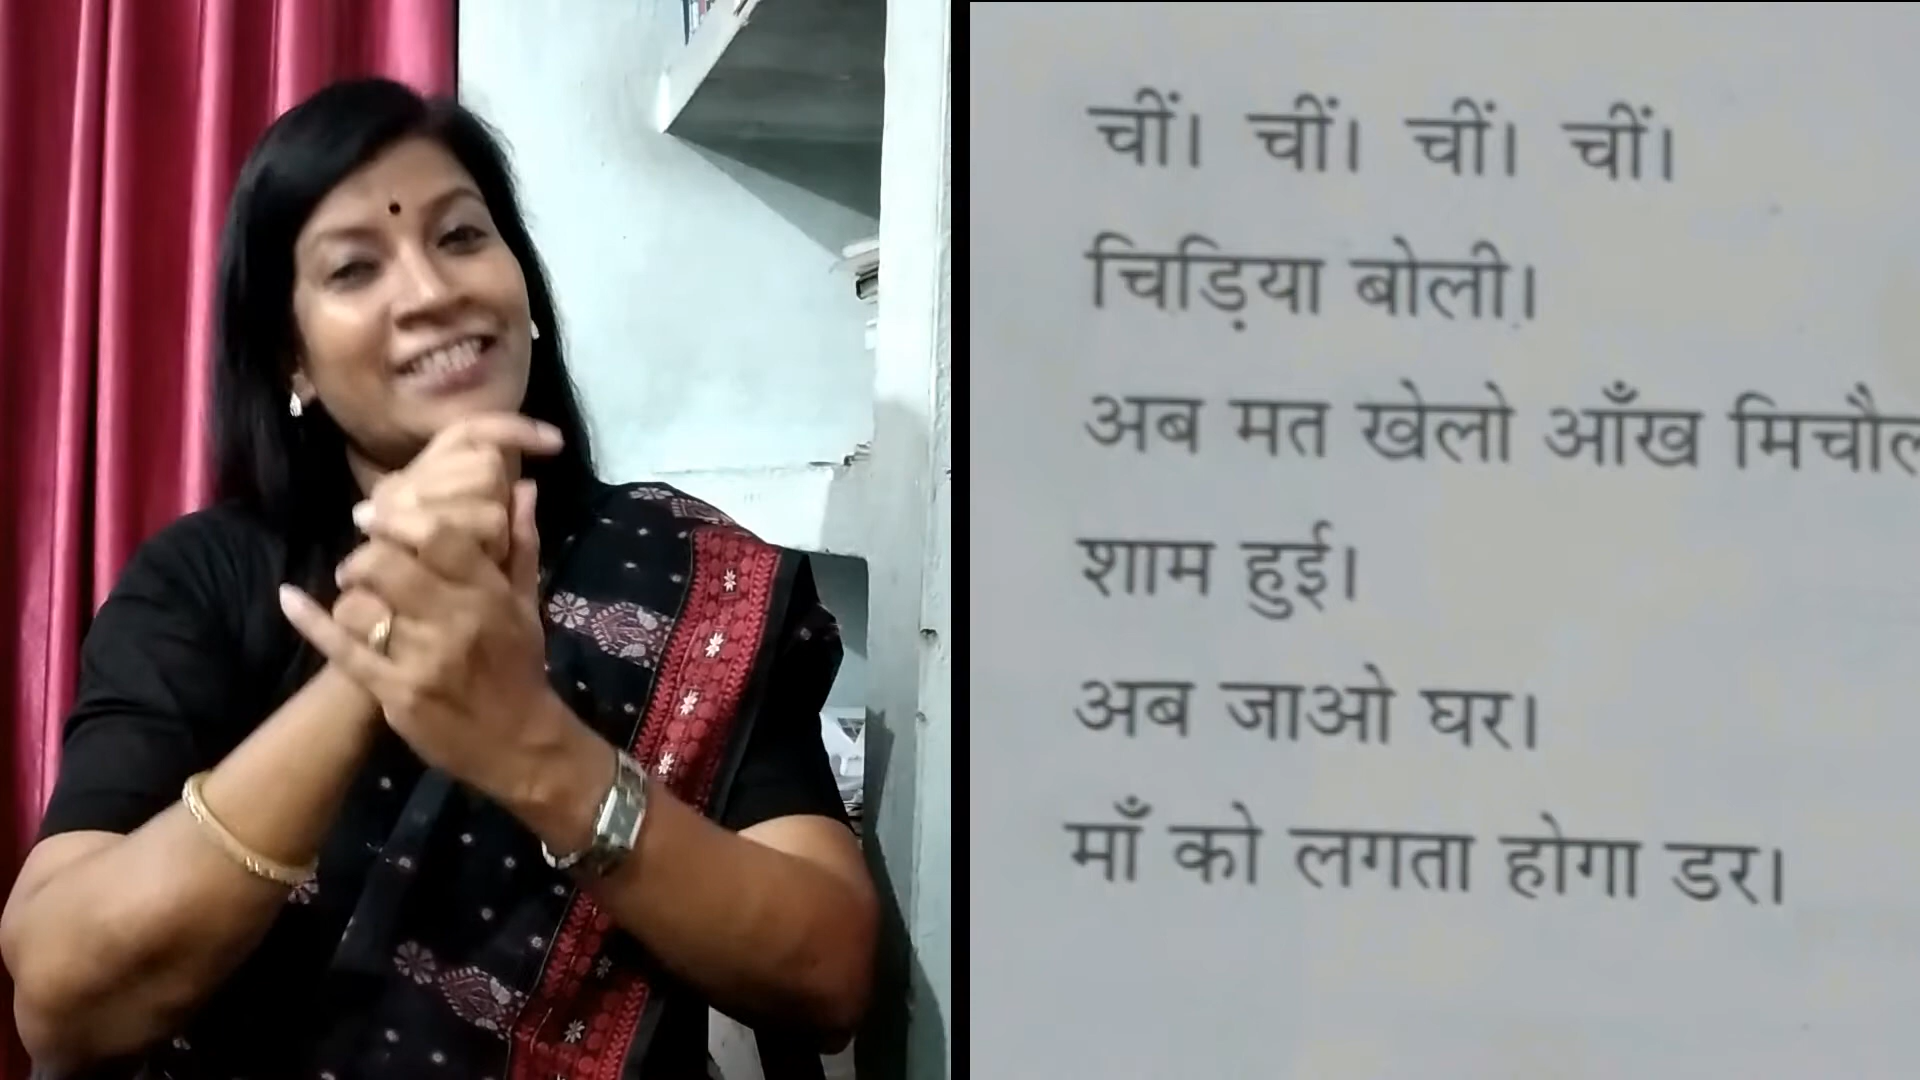 चीं। चीं। चीं। चीं।
चिड़िया बोली।
अब मत खेलो आँख
शाम हुई।
अब जाओ घर।
माँ को लगता होगा डर।